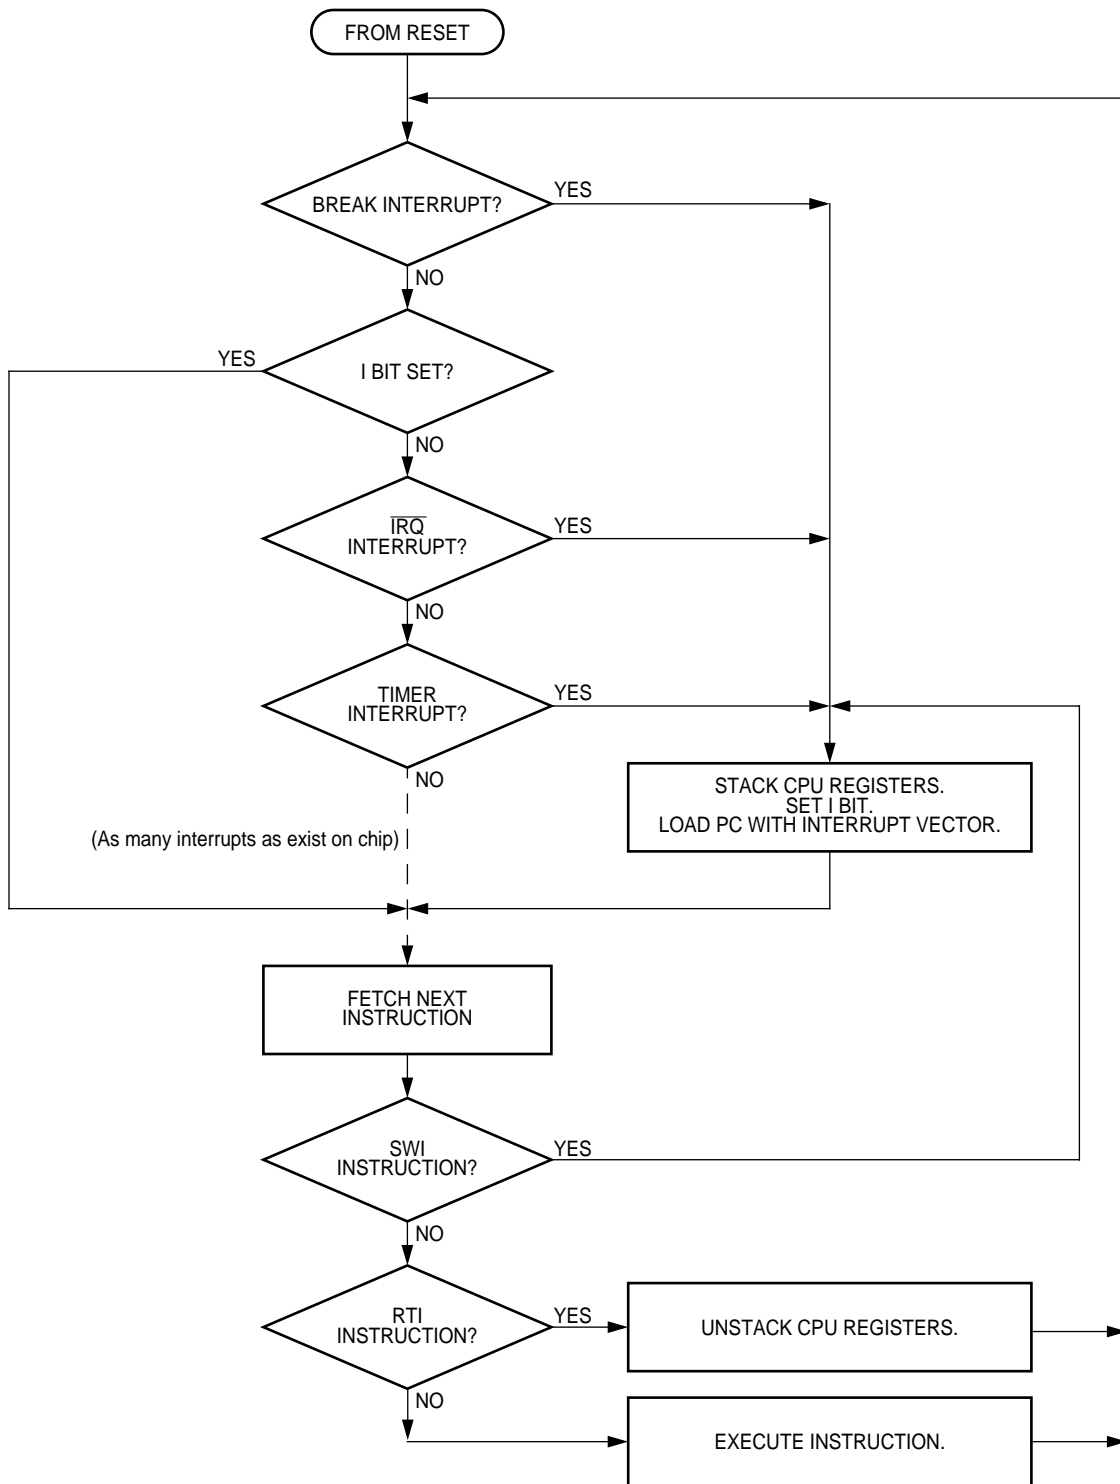 FROM RESET
BREAK INTERRUPT?
YES
NO
YES
I BIT SET?
NO
IRQ
INTERRUPT?
YES
NO
TIMER
INTERRUPT?
YES
NO
STACK CPU REGISTERS.
SET I BIT.
LOAD PC WITH INTERRUPT VECTOR.
(As many interrupts as exist on chip)
FETCH NEXT
INSTRUCTION
SWI
INSTRUCTION?
YES
NO
RTI
INSTRUCTION?
YES
UNSTACK CPU REGISTERS.
NO
EXECUTE INSTRUCTION.